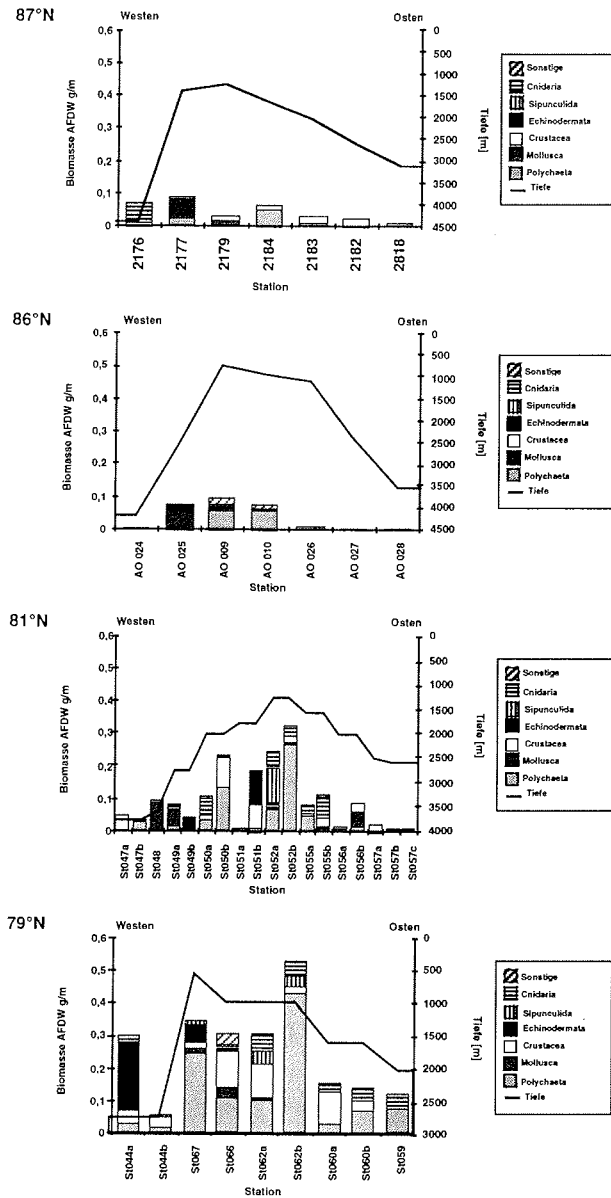 87°N
Westen
Osten
Biomasse AFDW g/m
0,6
0,5
0,4
0,3
0,2
0,1
0
0
500
1000
1500
2000
2500
3000
3500
4000
4500
Tiefe [m]
2176
2177
2179
2184
2183
2182
2818
Station
Sonstige
Cnidaria
Sipunculida
Echinodermata
Crustacea
Mollusca
Polychaeta
Tiefe
86°N
Westen
Osten
Biomasse AFDW g/m
0,6
0,5
0,4
0,3
0,2
0,1
0
0
500
1000
1500
2000
2500
3000
3500
4000
4500
Tiefe [m]
AO 024
AO 025
AO 009
AO 010
AO 026
AO 027
AO 028
Station
Sonstige
Cnidaria
Sipunculida
Echinodermata
Crustacea
Mollusca
Polychaeta
Tiefe
81°N
Westen
Osten
Biomasse AFDW g/m
0,6
0,5
0,4
0,3
0,2
0,1
0
0
500
1000
1500
2000
2500
3000
3500
4000
Tiefe [m]
St047a
St047b
St048
St049a
St049b
St050a
St050b
St051a
St051b
St052a
St052b
St055a
St055b
St056a
St056b
St057a
St057b
St057c
Station
Sonstige
Cnidaria
Sipunculida
Echinodermata
Crustacea
Mollusca
Polychaeta
Tiefe
79°N
Westen
Osten
Biomasse AFDW g/m
0,6
0,5
0,4
0,3
0,2
0,1
0
0
500
1000
1500
2000
2500
3000
Tiefe [m]
St044a
St044b
St067
St066
St062a
St062b
St060a
St060b
St059
Station
Sonstige
Cnidaria
Sipunculida
Echinodermata
Crustacea
Mollusca
Polychaeta
Tiefe